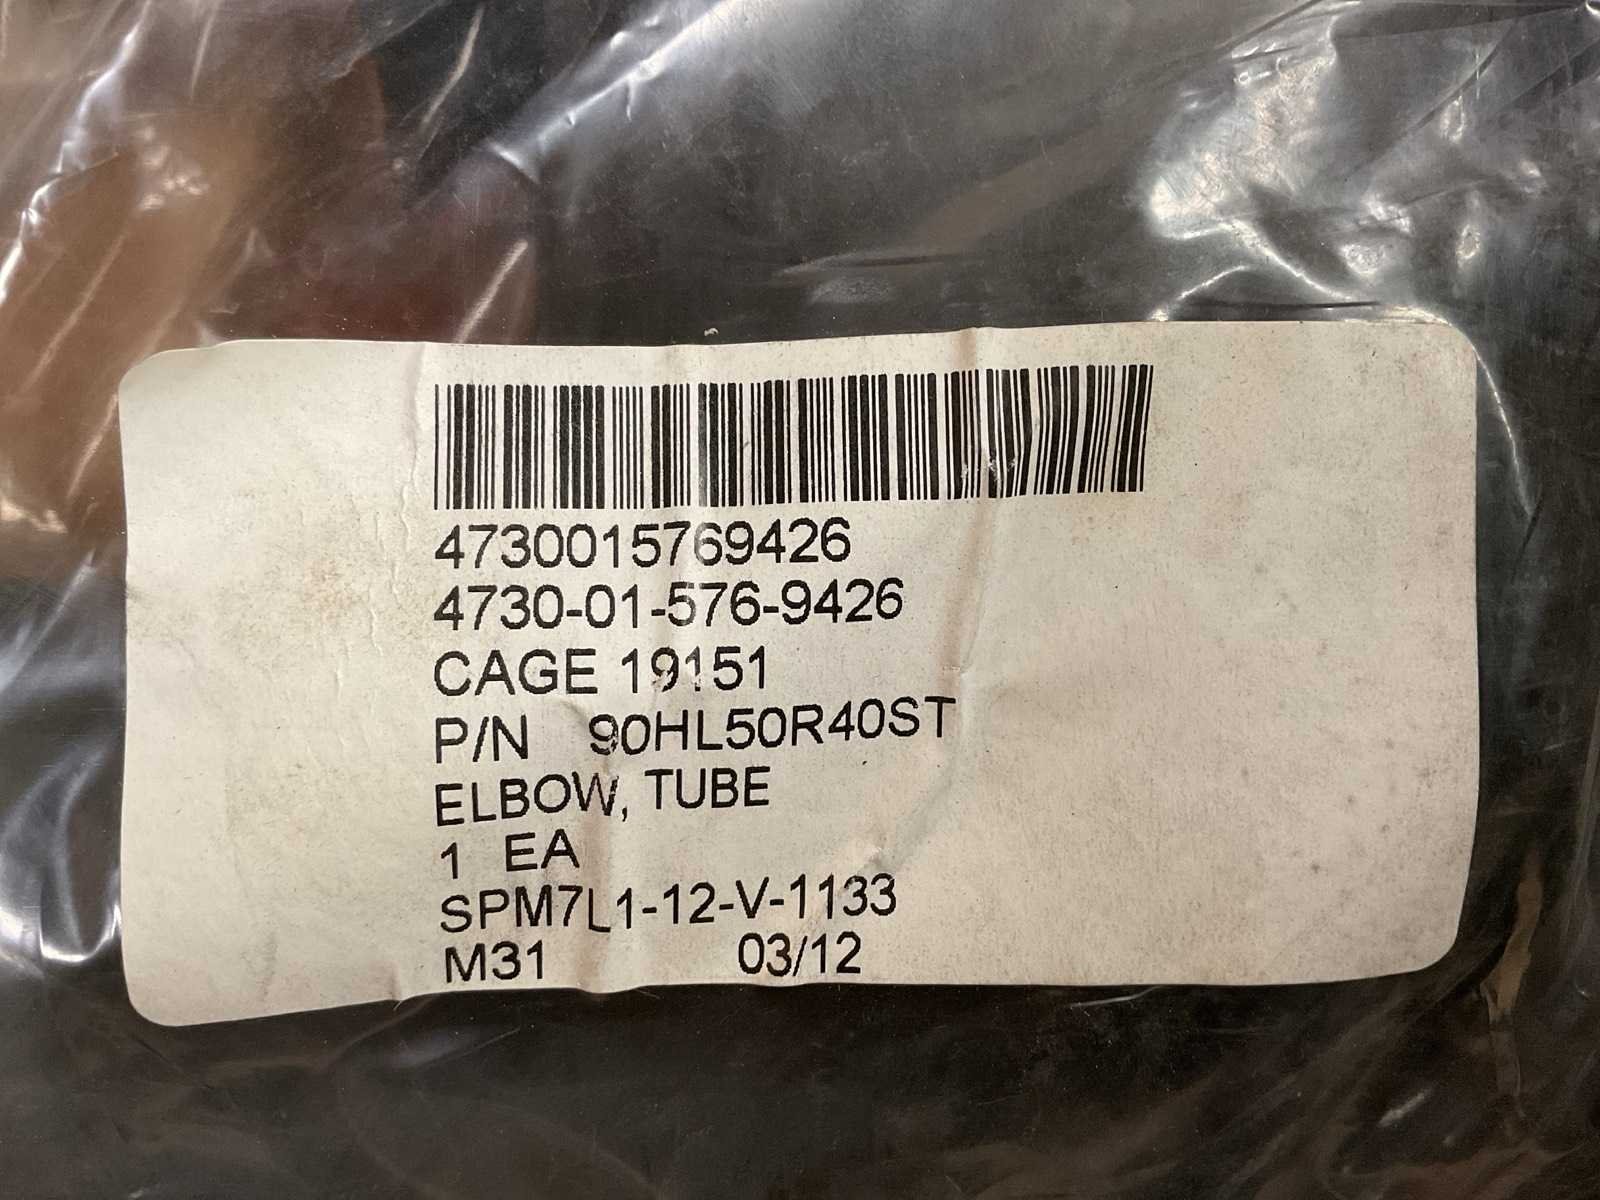 4730015769426
4730-01-576-9426
CAGE 19151
P/N 90HL50R40ST
ELBOW, TUBE
1 EA
SPM7L1-12-V-1133
M31 03/12